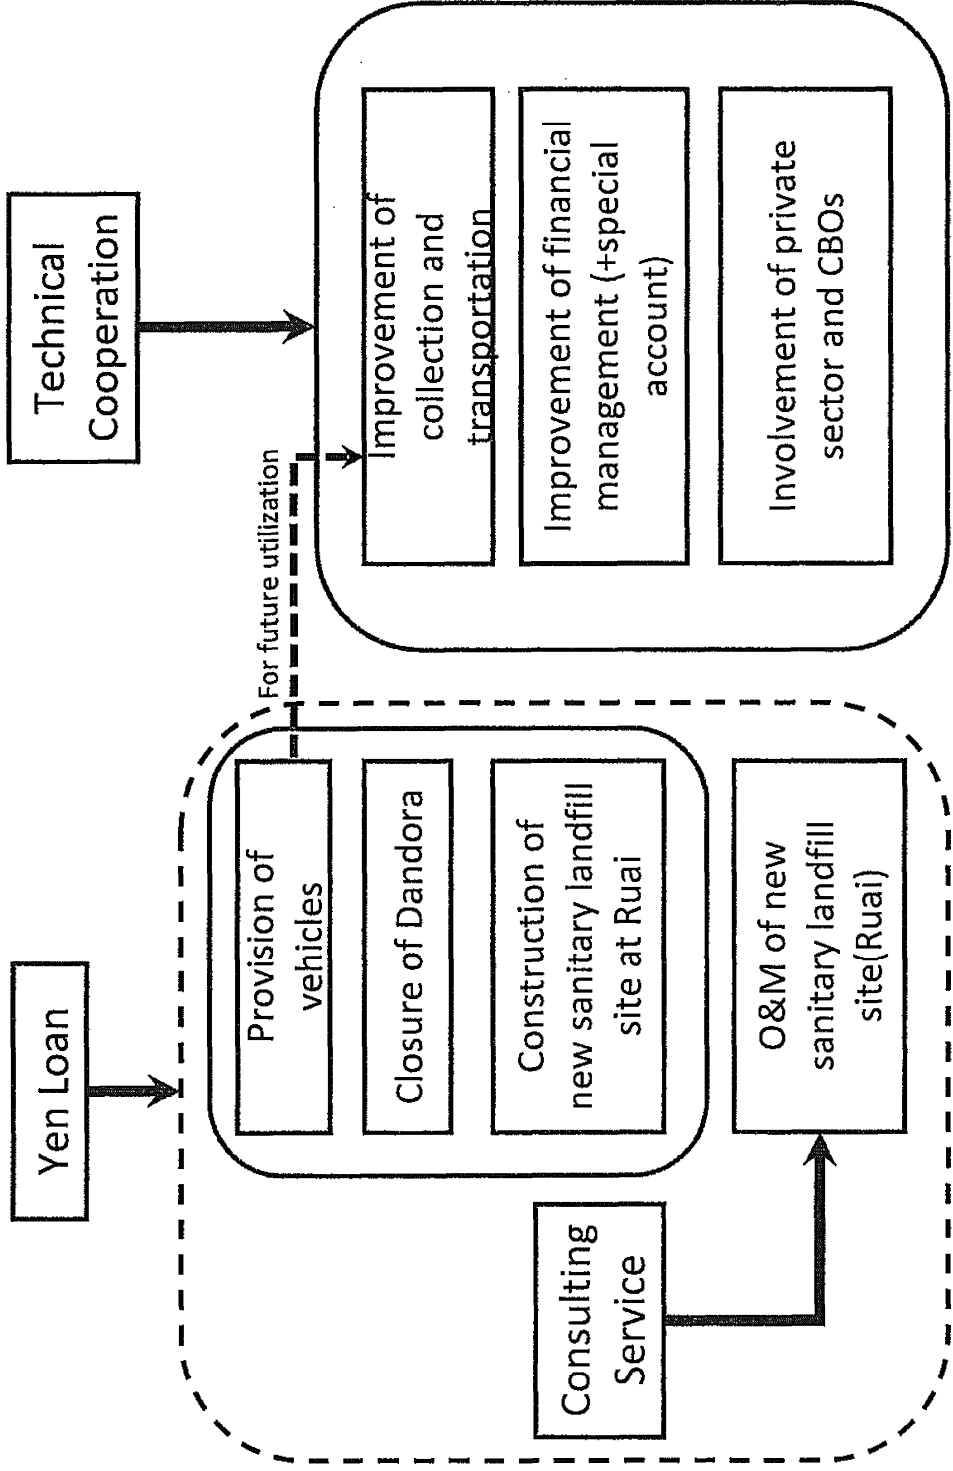 Yen Loan
Provision of
vehicles
Closure of Dandora
Construction of
new sanitary landfill
site at Ruai
O&M of new
sanitary landfill
site(Ruai)
Consulting
Service
For future utilization
Technical
Cooperation
Improvement of
collection and
transportation
Improvement of financial
management (+special
account)
Involvement of private
sector and CBOs